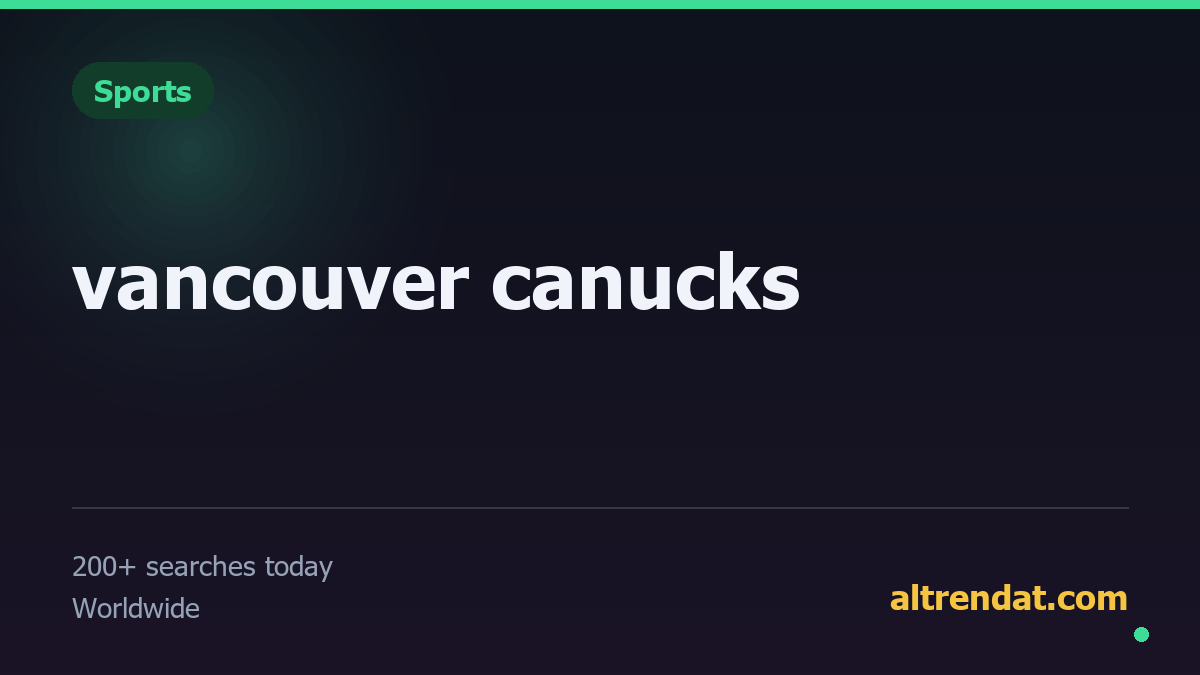 Sports
vancouver canucks
200+ searches today
Worldwide
altrendat.com